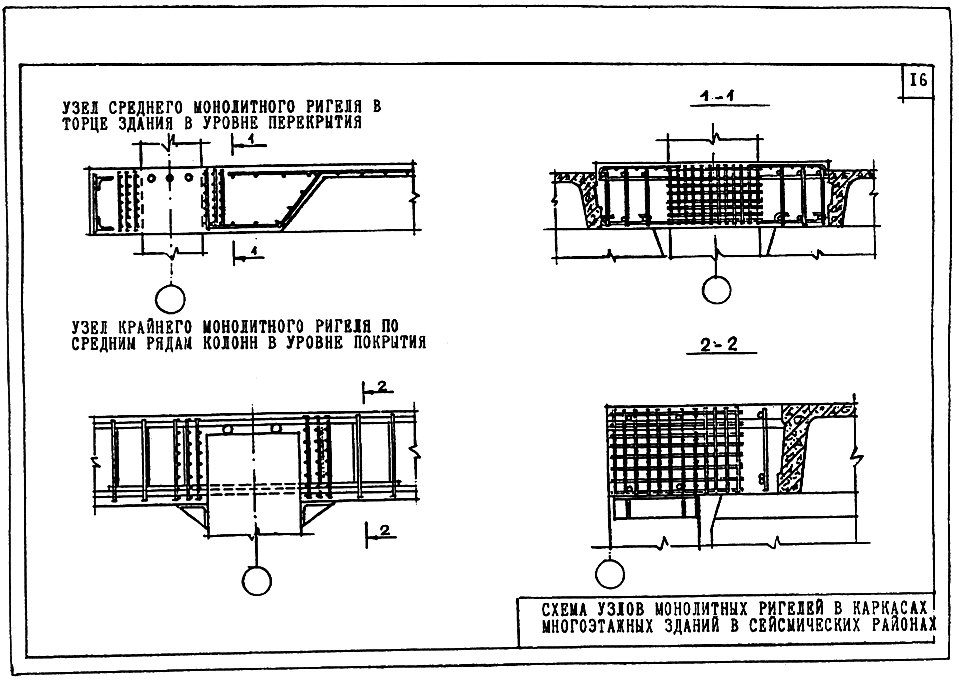 16
УЗЕЛ СРЕДНЕГО МОНОЛИТНОГО РИГЕЛЯ В
ТОРЦЕ ЗДАНИЯ В УРОВНЕ ПЕРЕКРЫТИЯ
1
1
1-1
УЗЕЛ КРАЙНЕГО МОНОЛИТНОГО РИГЕЛЯ ПО
СРЕДНИМ РЯДАМ КОЛОНН В УРОВНЕ ПОКРЫТИЯ
2
2
2-2
СХЕМА УЗЛОВ МОНОЛИТНЫХ РИГЕЛЕЙ В КАРКАСАХ
МНОГОЭТАЖНЫХ ЗДАНИЙ В СЕЙСМИЧЕСКИХ РАЙОНАХ